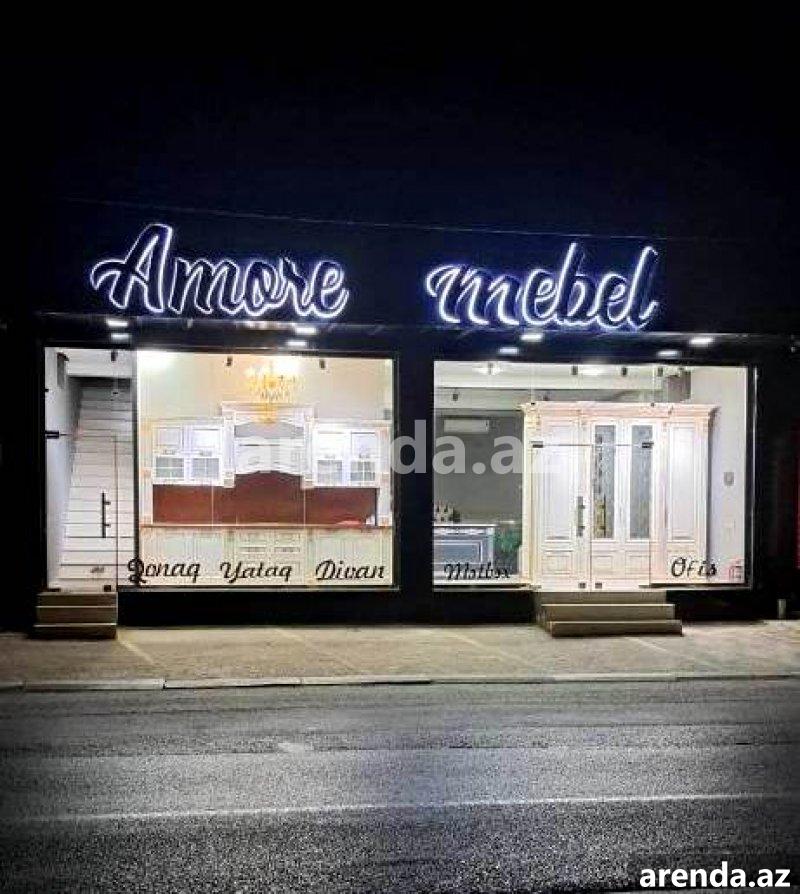 Amore mebel
arenda.az
Qonaq Yataq Divan Mətbəx Ofis
arenda.az